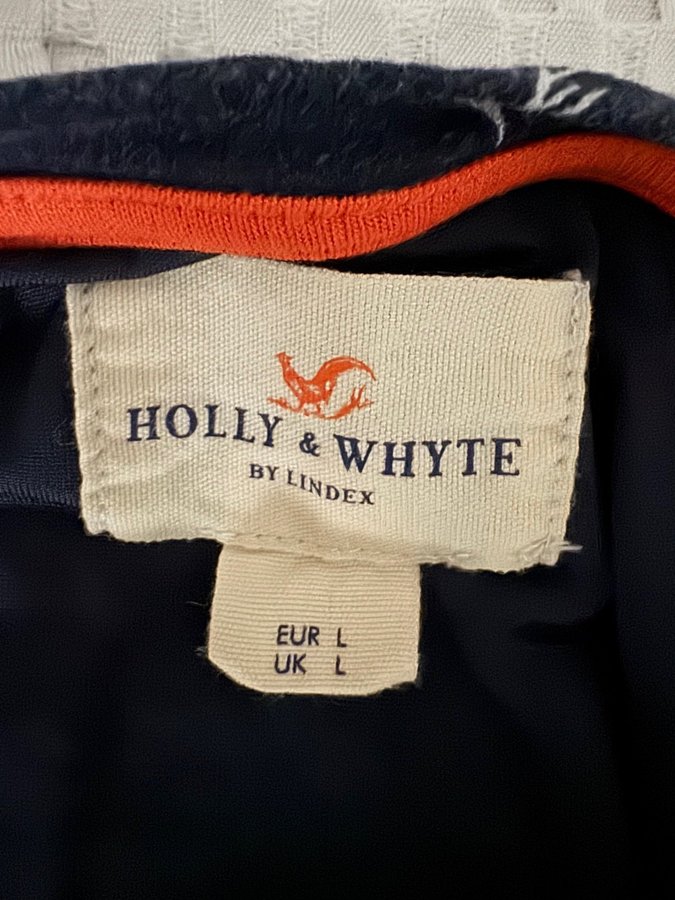 HOLLY & WHYTE
BY LINDEX
EUR L
UK L